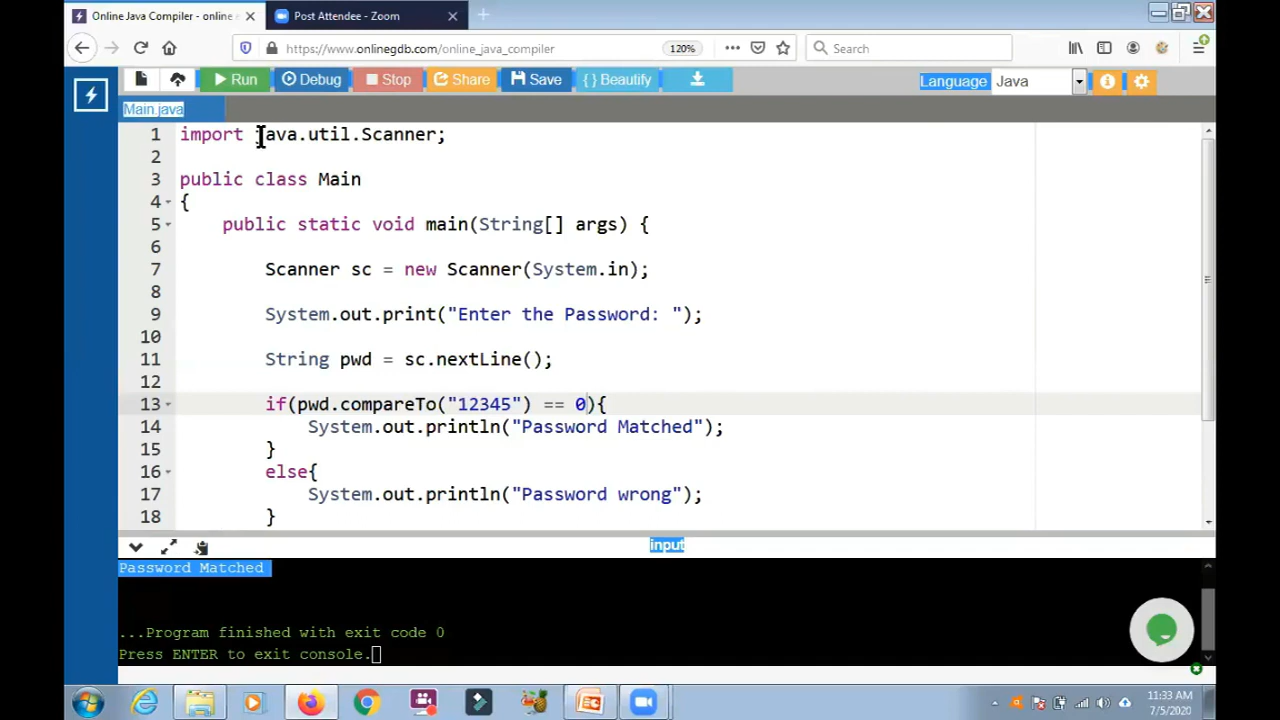 Online Java Compiler - online e
Post Attendee - Zoom
https://www.onlinegdb.com/online_java_compiler
120%
Search
Run
Debug
Stop
Share
Save
{ } Beautify
Language
Java
Main.java
1 import java.util.Scanner;
2
3 public class Main
4 {
5 public static void main(String[] args) {
6
7 Scanner sc = new Scanner(System.in);
8
9 System.out.print("Enter the Password: ");
10
11 String pwd = sc.nextLine();
12
13 if(pwd.compareTo("12345") == 0){
14 System.out.println("Password Matched");
15 }
16 else{
17 System.out.println("Password wrong");
18 }
input
Password Matched
...Program finished with exit code 0
Press ENTER to exit console.
11:33 AM
7/5/2020